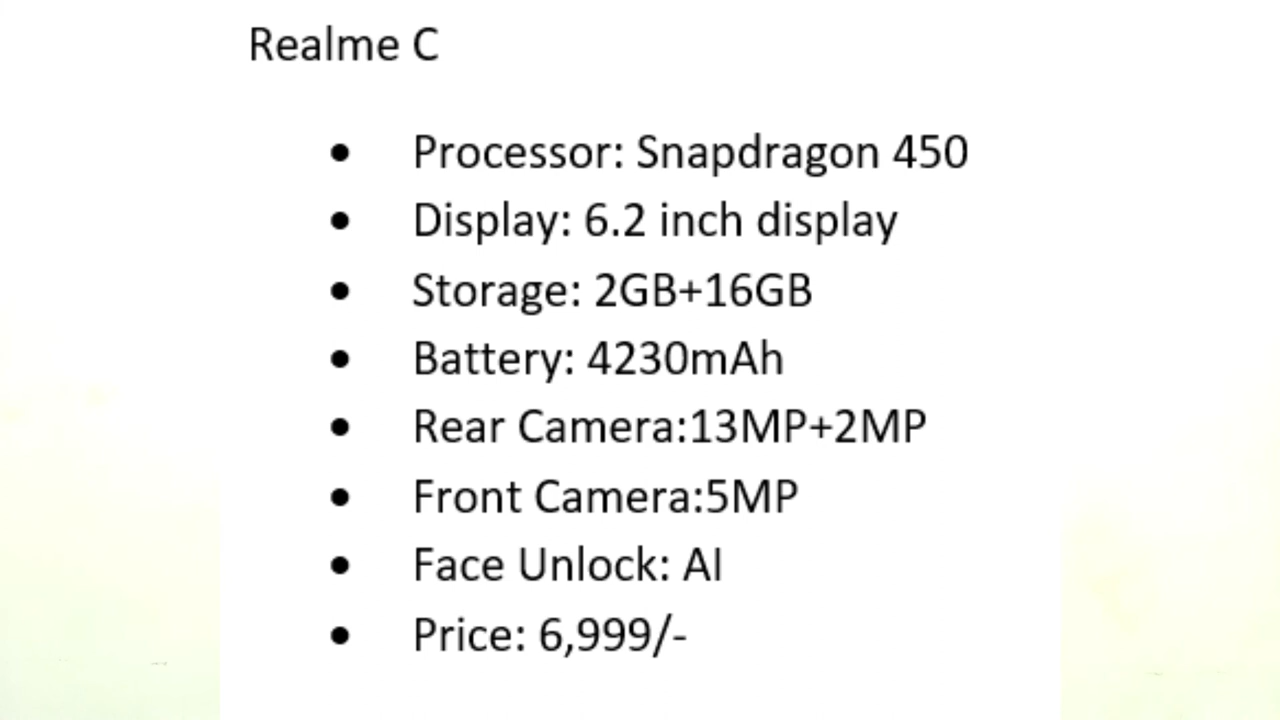 Realme C
• Processor: Snapdragon 450
• Display: 6.2 inch display
• Storage: 2GB+16GB
• Battery: 4230mAh
• Rear Camera:13MP+2MP
• Front Camera:5MP
• Face Unlock: AI
• Price: 6,999/-